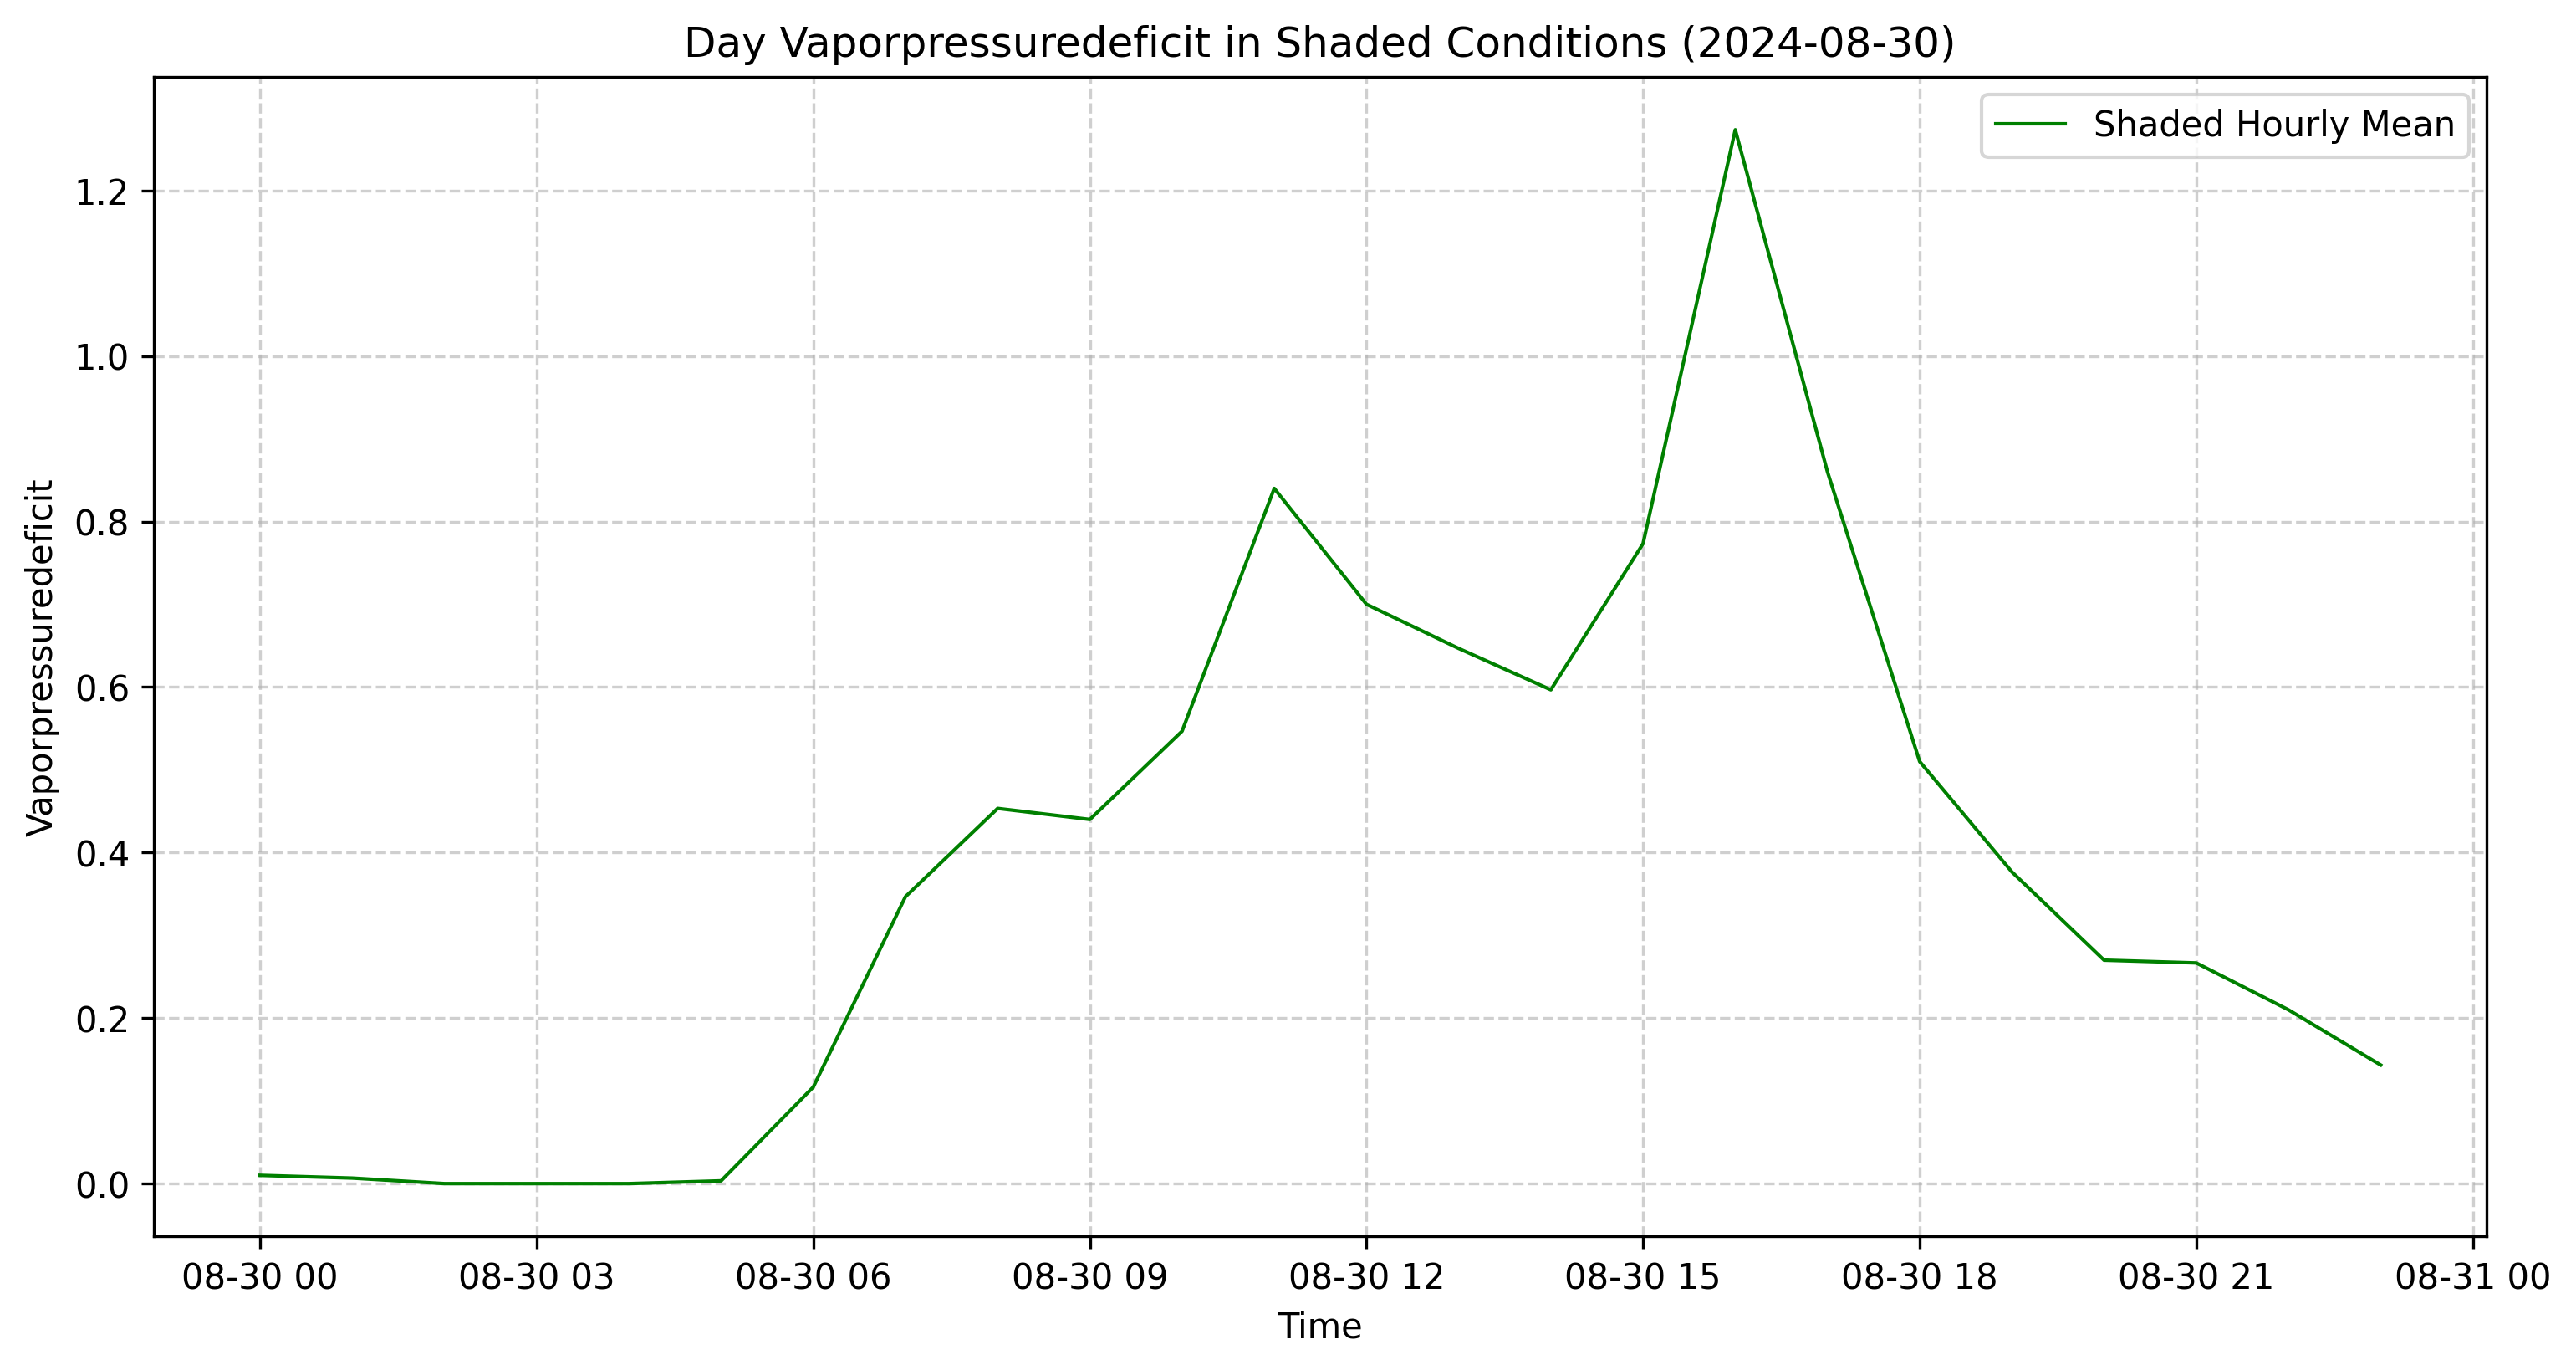 Day Vaporpressuredeficit in Shaded Conditions (2024-08-30)
Shaded Hourly Mean
Vaporpressuredeficit
1.2
1.0
0.8
0.6
0.4
0.2
0.0
08-30 00 08-30 03 08-30 06 08-30 09 08-30 12 08-30 15 08-30 18 08-30 21 08-31 00
Time